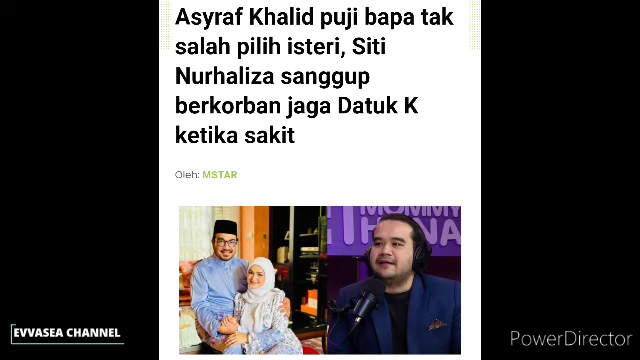 Asyraf Khalid puji bapa tak
salah pilih isteri, Siti
Nurhaliza sanggup
berkorban jaga Datuk K
ketika sakit
Oleh: MSTAR
MOMMY
EVVASEA CHANNEL
PowerDirector